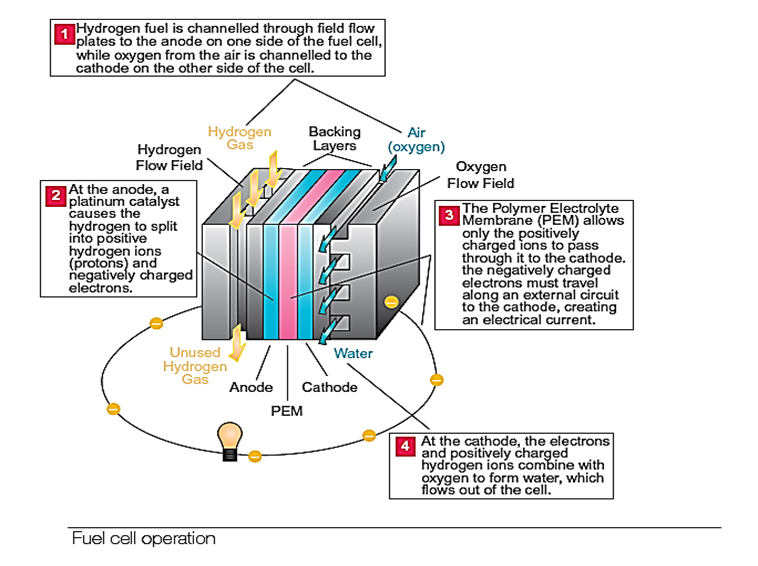 1 Hydrogen fuel is channelled through field flow
plates to the anode on one side of the fuel cell,
while oxygen from the air is channelled to the
cathode on the other side of the cell.
Hydrogen
Gas
Backing
Layers
Air
(oxygen)
Hydrogen
Flow Field
Oxygen
Flow Field
2 At the anode, a
platinum catalyst
causes the
hydrogen to split
into positive
hydrogen ions
(protons) and
negatively charged
electrons.
3 The Polymer Electrolyte
Membrane (PEM) allows
only the positively
charged ions to pass
through it to the cathode.
the negatively charged
electrons must travel
along an external circuit
to the cathode, creating
an electrical current.
Unused
Hydrogen
Gas
Water
Anode
Cathode
PEM
4 At the cathode, the electrons
and positively charged
hydrogen ions combine with
oxygen to form water, which
flows out of the cell.
Fuel cell operation